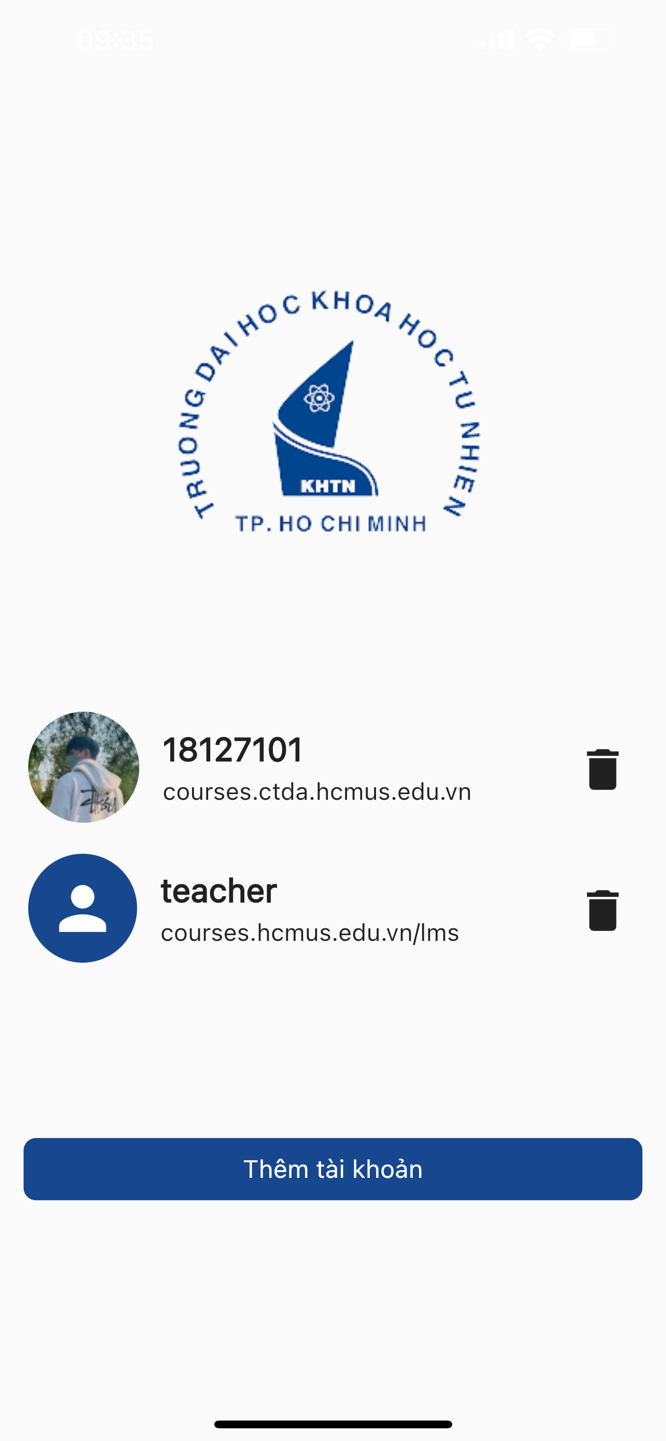 09:35
TRUONG DAI HOC KHOA HOC TU NHIEN
KHTN
TP. HO CHI MINH
18127101
courses.ctda.hcmus.edu.vn
teacher
courses.hcmus.edu.vn/lms
Thêm tài khoản